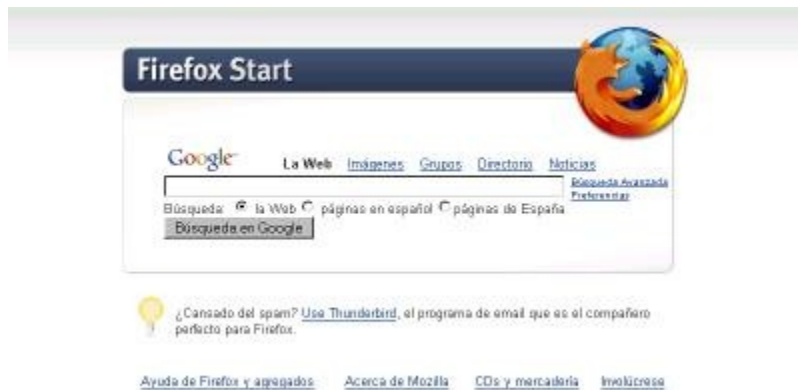 Firefox Start
Google
La Web Imágenes Grupos Directorio Noticias
Búsqueda Avanzada
Preferencias
Búsqueda: la Web páginas en español páginas de España
Búsqueda en Google
¿Cansado del spam? Use Thunderbird, el programa de email que es el compañero
perfecto para Firefox.
Ayuda de Firefox y agregados Acerca de Mozilla CDs y mercadería Involúcrese